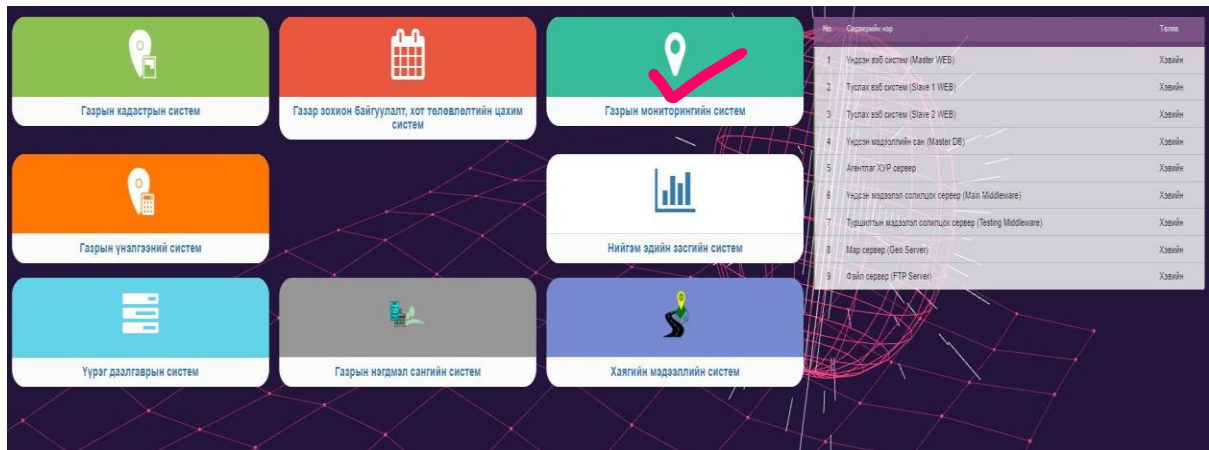 Газрын кадастрын систем
Газар зохион байгуулалт, хот төлөвлөлтийн цахим
систем
Газрын мониторингийн систем
Газрын үнэлгээний систем
Нийгэм эдийн засгийн систем
Үүрэг даалгаврын систем
Газрын нэгдмэл сангийн систем
Хаягийн мэдээллийн систем
No Серверийн нэр Төлөв
1 Үндсэн вэб систем (Master WEB) Хэвийн
2 Туслах вэб систем (Slave 1 WEB) Хэвийн
3 Туслах вэб систем (Slave 2 WEB) Хэвийн
4 Үндсэн мэдээллийн сан (Master DB) Хэвийн
5 Агентлаг ХУР сервер Хэвийн
6 Үндсэн мэдээлэл солилцох сервер (Main Middleware) Хэвийн
7 Туршилтын мэдээлэл солилцох сервер (Testing Middleware) Хэвийн
8 Мар сервер (Geo Server) Хэвийн
9 Файл сервер (FTP Server) Хэвийн